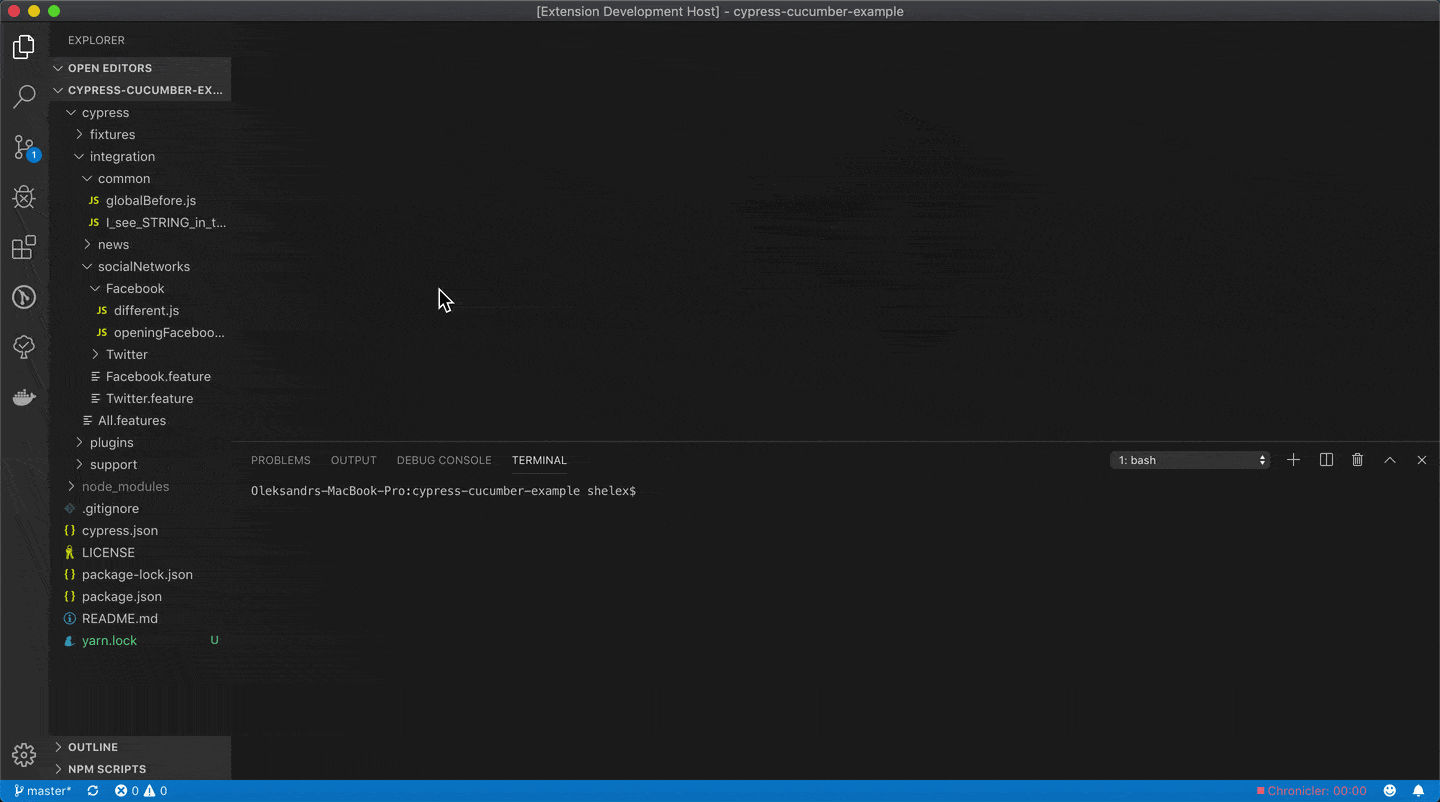 [Extension Development Host] - cypress-cucumber-example
EXPLORER
OPEN EDITORS
CYPRESS-CUCUMBER-EX...
cypress
fixtures
integration
common
JS globalBefore.js
JS I_see_STRING_in_t...
news
socialNetworks
Facebook
JS different.js
JS openingFaceboo...
Twitter
Facebook.feature
Twitter.feature
All.features
plugins
support
node_modules
.gitignore
{} cypress.json
LICENSE
{} package-lock.json
{} package.json
README.md
yarn.lock U
OUTLINE
NPM SCRIPTS
1
PROBLEMS OUTPUT DEBUG CONSOLE TERMINAL 1: bash
Oleksandrs-MacBook-Pro:cypress-cucumber-example shelex$
master* 0 0 Chronicler: 00:00